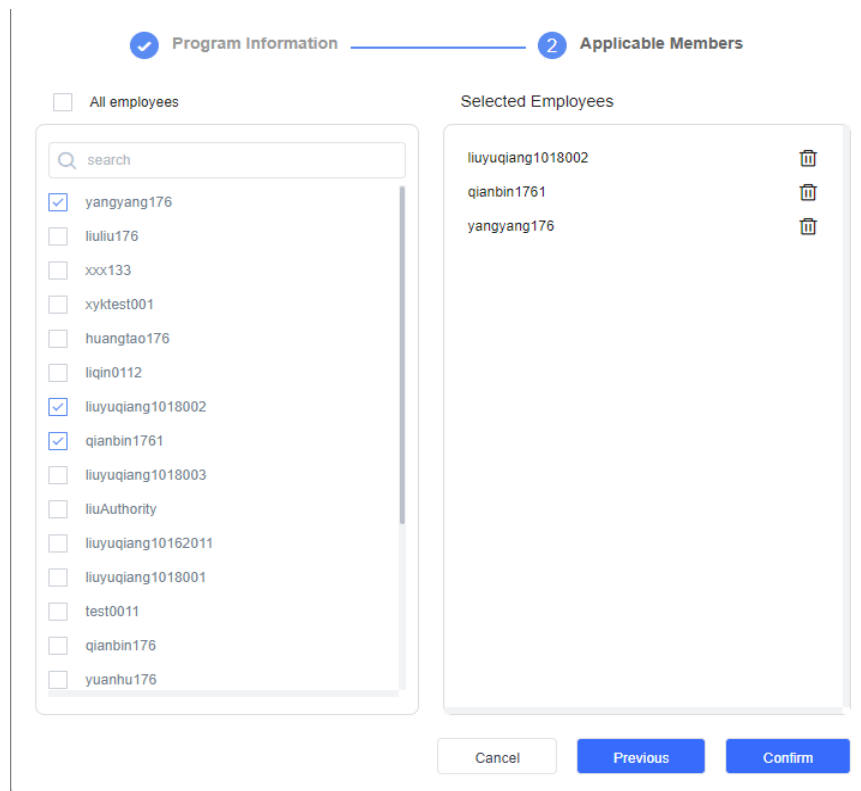 Program Information
2 Applicable Members
All employees
search
yangyang176
liuliu176
xxx133
xyktest001
huangtao176
liqin0112
liuyuqiang1018002
qianbin1761
liuyuqiang1018003
liuAuthority
liuyuqiang10162011
liuyuqiang1018001
test0011
qianbin176
yuanhu176
Selected Employees
liuyuqiang1018002
qianbin1761
yangyang176
Cancel
Previous
Confirm